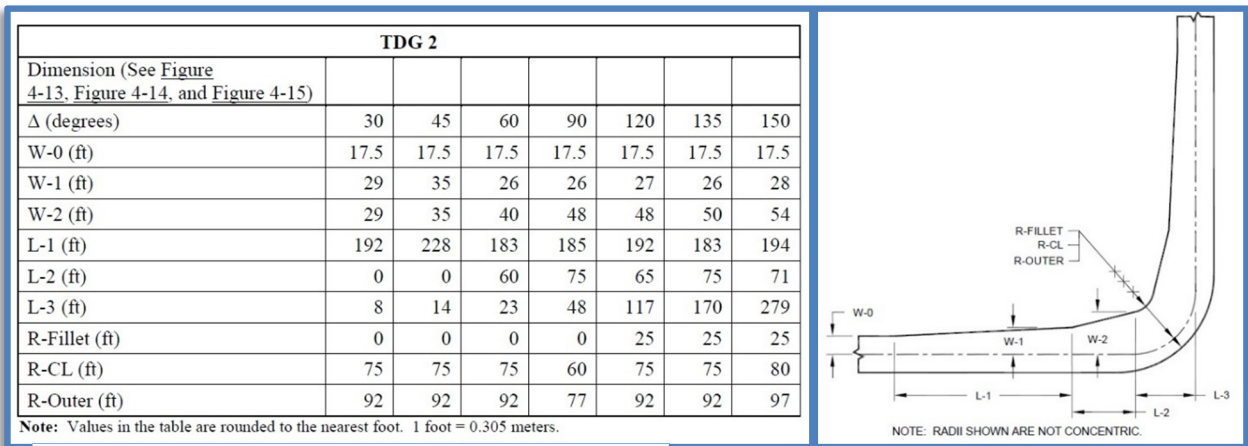 TDG 2
Dimension (See Figure
4-13, Figure 4-14, and Figure 4-15)
Δ (degrees) 30 45 60 90 120 135 150
W-0 (ft) 17.5 17.5 17.5 17.5 17.5 17.5 17.5
W-1 (ft) 29 35 26 26 27 26 28
W-2 (ft) 29 35 40 48 48 50 54
L-1 (ft) 192 228 183 185 192 183 194
L-2 (ft) 0 0 60 75 65 75 71
L-3 (ft) 8 14 23 48 117 170 279
R-Fillet (ft) 0 0 0 0 25 25 25
R-CL (ft) 75 75 75 60 75 75 80
R-Outer (ft) 92 92 92 77 92 92 97
Note: Values in the table are rounded to the nearest foot. 1 foot = 0.305 meters.
R-FILLET
R-CL
R-OUTER
W-0
W-1
W-2
L-1
L-2
L-3
NOTE: RADII SHOWN ARE NOT CONCENTRIC.